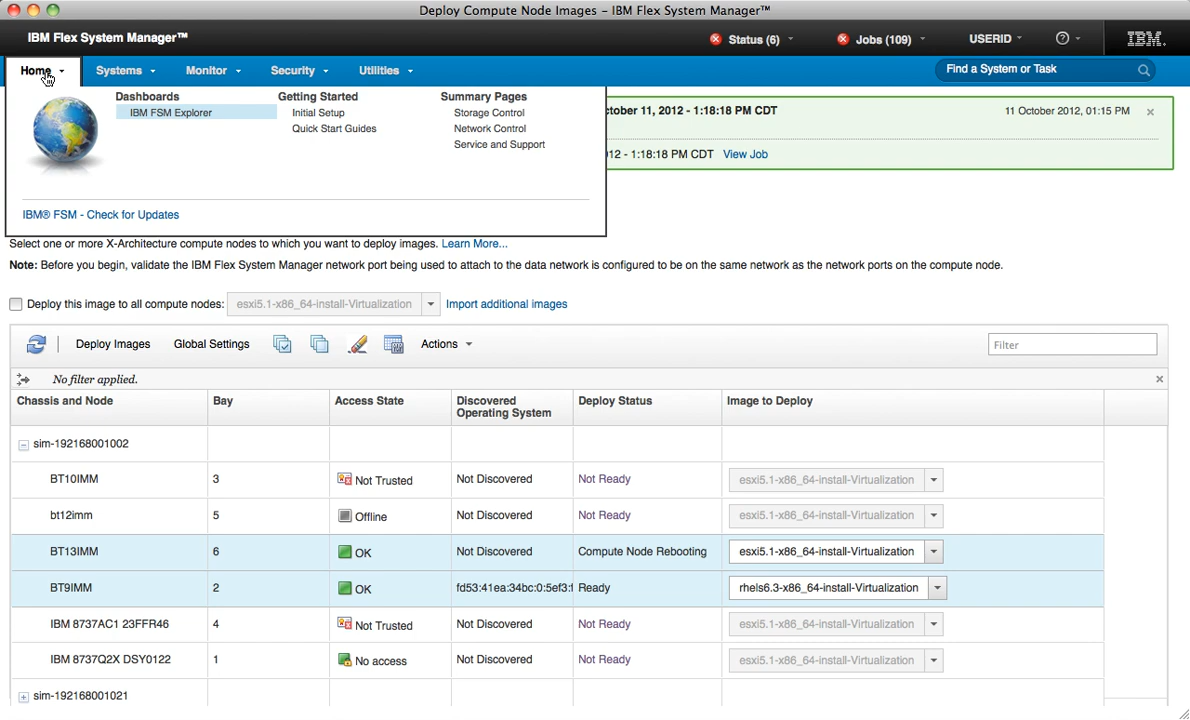 Deploy Compute Node Images – IBM Flex System Manager™
IBM Flex System Manager™
Status (6)
Jobs (109)
USERID
?
IBM.
Home
Systems
Monitor
Security
Utilities
Find a System or Task
Dashboards
IBM FSM Explorer
Getting Started
Initial Setup
Quick Start Guides
Summary Pages
Storage Control
Network Control
Service and Support
IBM® FSM - Check for Updates
ctober 11, 2012 - 1:18:18 PM CDT
11 October 2012, 01:15 PM
12 - 1:18:18 PM CDT View Job
Select one or more X-Architecture compute nodes to which you want to deploy images. Learn More...
Note: Before you begin, validate the IBM Flex System Manager network port being used to attach to the data network is configured to be on the same network as the network ports on the compute node.
Deploy this image to all compute nodes: esxi5.1-x86_64-install-Virtualization Import additional images
Deploy Images
Global Settings
Actions
Filter
No filter applied.
Chassis and Node
Bay
Access State
Discovered
Operating System
Deploy Status
Image to Deploy
sim-192168001002
BT10IMM 3 Not Trusted Not Discovered Not Ready esxi5.1-x86_64-install-Virtualization
bt12imm 5 Offline Not Discovered Not Ready esxi5.1-x86_64-install-Virtualization
BT13IMM 6 OK Not Discovered Compute Node Rebooting esxi5.1-x86_64-install-Virtualization
BT9IMM 2 OK fd53:41ea:34bc:0:5ef3: Ready rhels6.3-x86_64-install-Virtualization
IBM 8737AC1 23FFR46 4 Not Trusted Not Discovered Not Ready esxi5.1-x86_64-install-Virtualization
IBM 8737Q2X DSY0122 1 No access Not Discovered Not Ready esxi5.1-x86_64-install-Virtualization
sim-192168001021